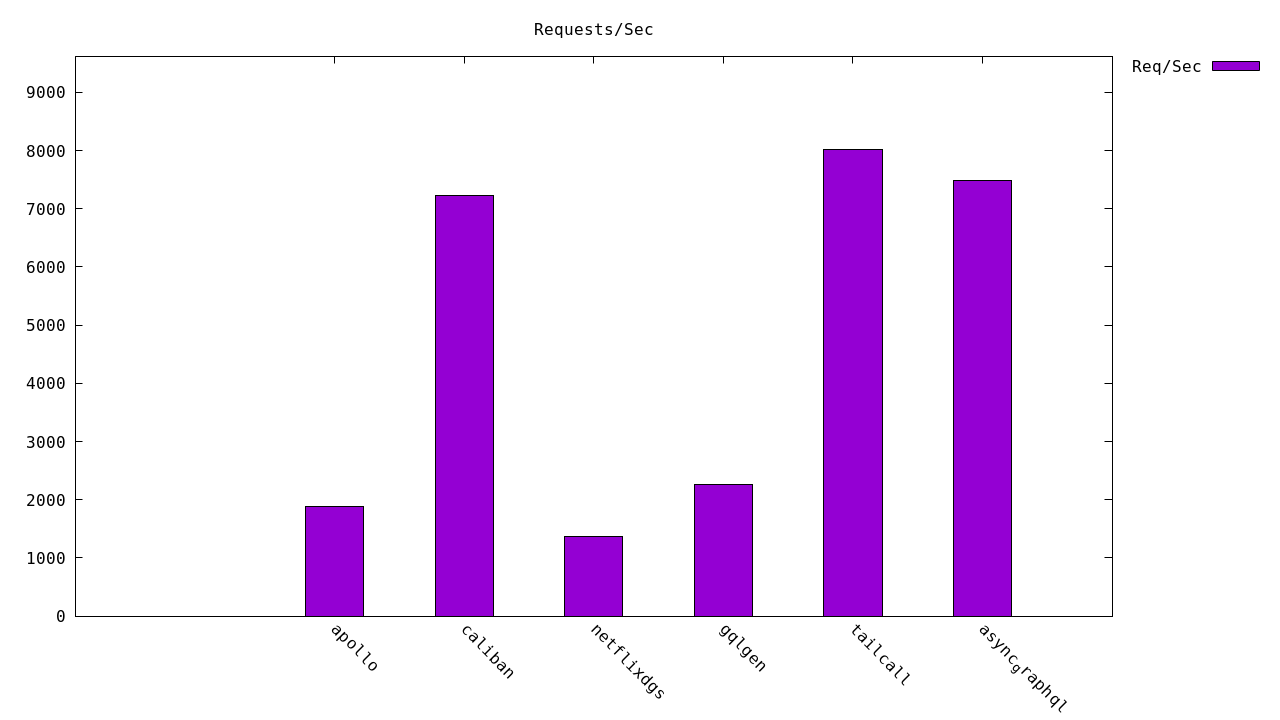 Requests/Sec
Req/Sec
9000
8000
7000
6000
5000
4000
3000
2000
1000
0
apollo
caliban
netflixdgs
gqlgen
tailcall
asyncgraphql